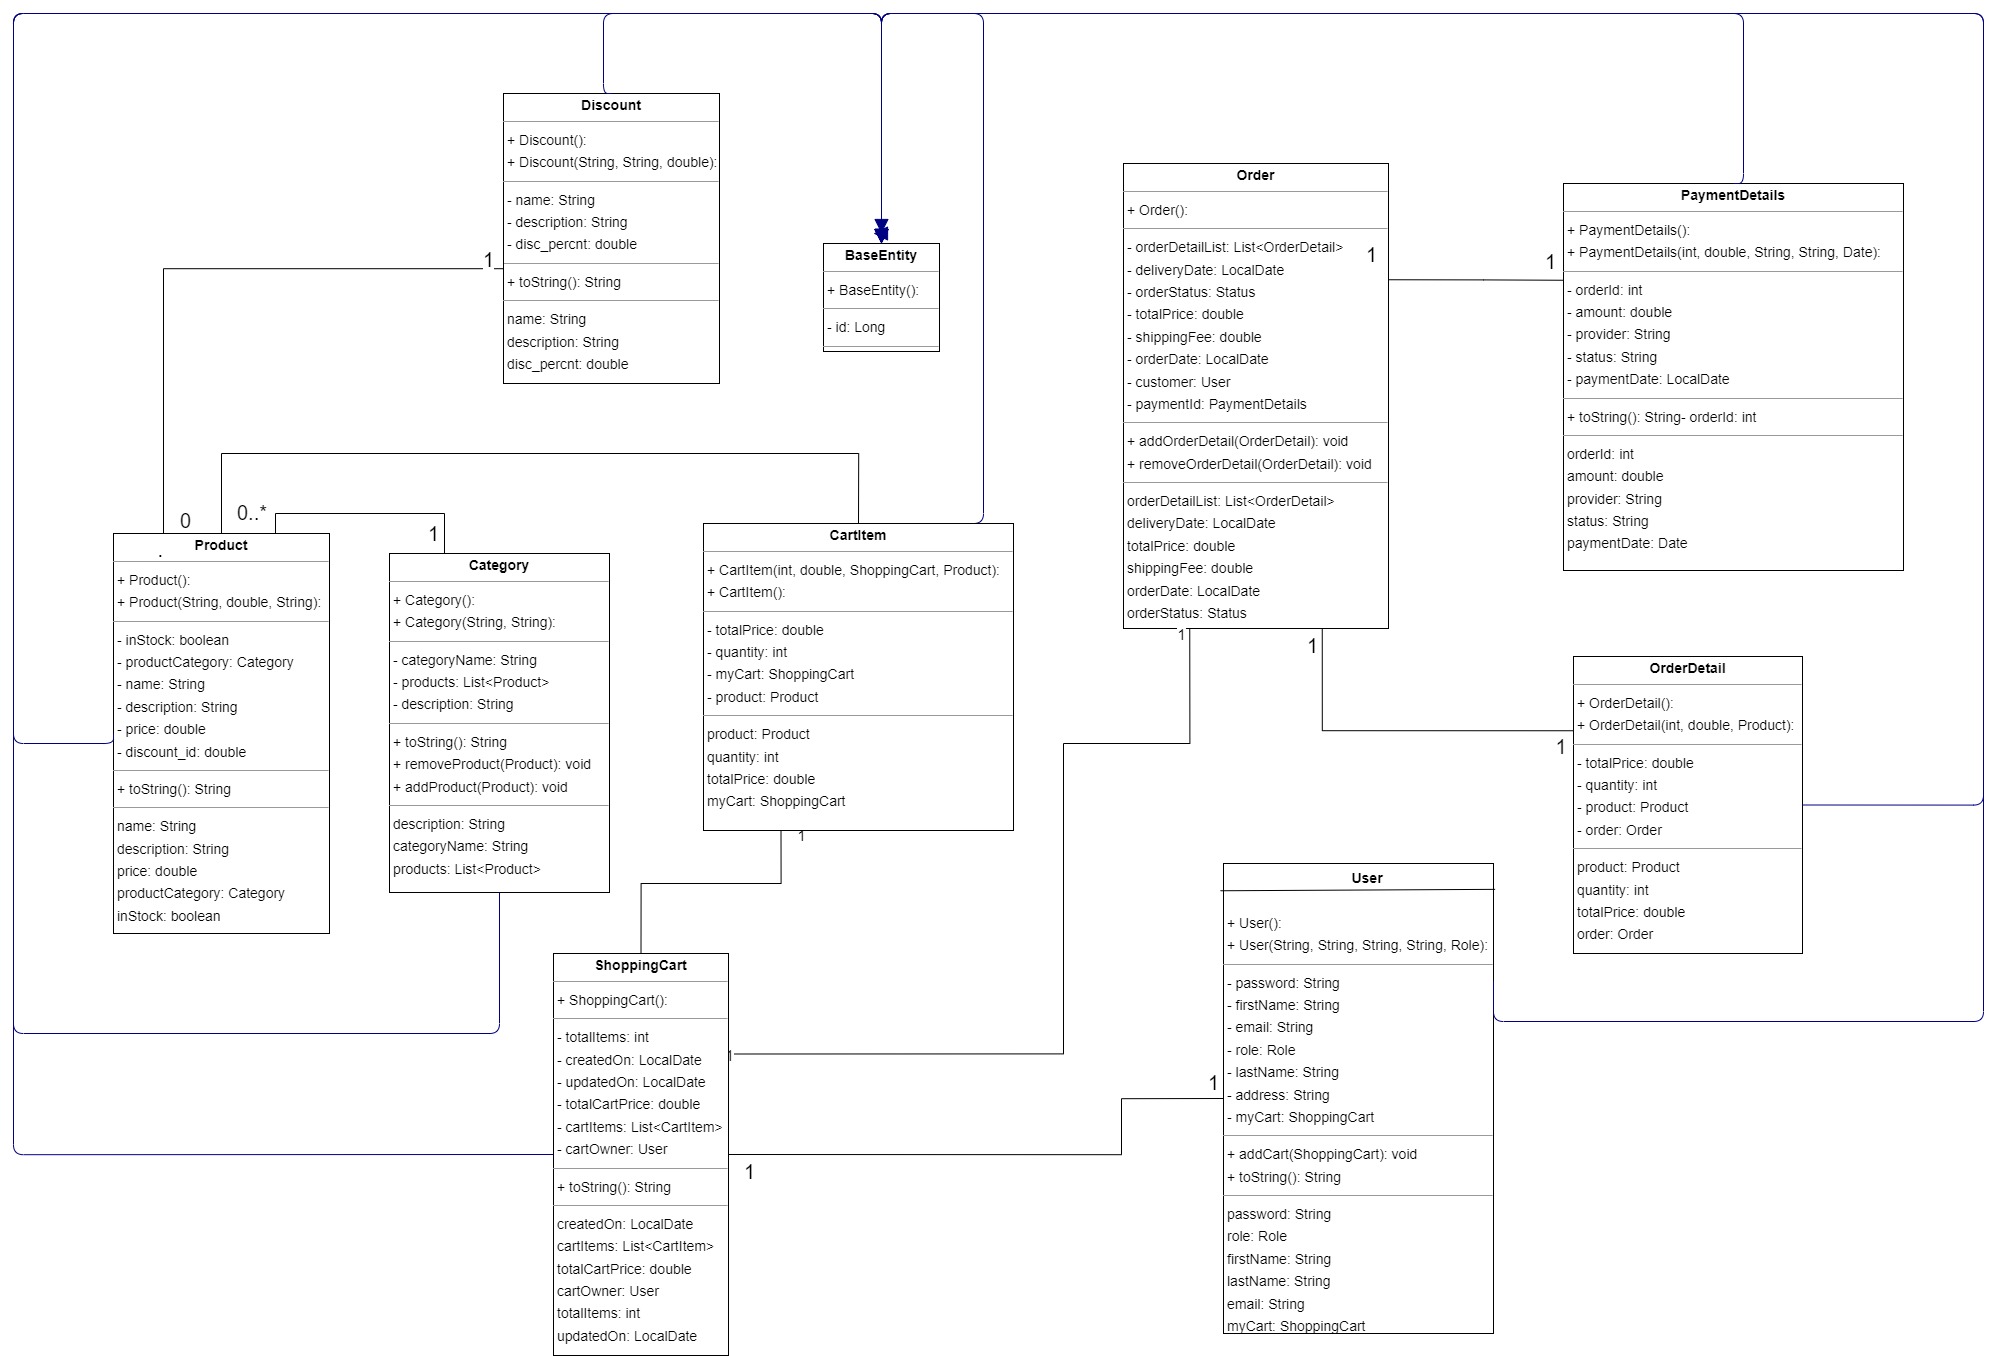 Discount
+ Discount():
+ Discount(String, String, double):
- name: String
- description: String
- disc_percnt: double
+ toString(): String
name: String
description: String
disc_percnt: double
1
BaseEntity
+ BaseEntity():
- id: Long
Order
+ Order():
- orderDetailList: List<OrderDetail>
- deliveryDate: LocalDate
- orderStatus: Status
- totalPrice: double
- shippingFee: double
- orderDate: LocalDate
- customer: User
- paymentId: PaymentDetails
+ addOrderDetail(OrderDetail): void
+ removeOrderDetail(OrderDetail): void
orderDetailList: List<OrderDetail>
deliveryDate: LocalDate
totalPrice: double
shippingFee: double
orderDate: LocalDate
orderStatus: Status
1
1
PaymentDetails
+ PaymentDetails():
+ PaymentDetails(int, double, String, String, Date):
- orderId: int
- amount: double
- provider: String
- status: String
- paymentDate: LocalDate
+ toString(): String- orderId: int
orderId: int
amount: double
provider: String
status: String
paymentDate: Date
0
0..*
1
.
Product
+ Product():
+ Product(String, double, String):
- inStock: boolean
- productCategory: Category
- name: String
- description: String
- price: double
- discount_id: double
+ toString(): String
name: String
description: String
price: double
productCategory: Category
inStock: boolean
Category
+ Category():
+ Category(String, String):
- categoryName: String
- products: List<Product>
- description: String
+ toString(): String
+ removeProduct(Product): void
+ addProduct(Product): void
description: String
categoryName: String
products: List<Product>
CartItem
+ CartItem(int, double, ShoppingCart, Product):
+ CartItem():
- totalPrice: double
- quantity: int
- myCart: ShoppingCart
- product: Product
product: Product
quantity: int
totalPrice: double
myCart: ShoppingCart
1
1
1
1
OrderDetail
+ OrderDetail():
+ OrderDetail(int, double, Product):
- totalPrice: double
- quantity: int
- product: Product
- order: Order
product: Product
quantity: int
totalPrice: double
order: Order
ShoppingCart
+ ShoppingCart():
- totalItems: int
- createdOn: LocalDate
- updatedOn: LocalDate
- totalCartPrice: double
- cartItems: List<CartItem>
- cartOwner: User
+ toString(): String
createdOn: LocalDate
cartItems: List<CartItem>
totalCartPrice: double
cartOwner: User
totalItems: int
updatedOn: LocalDate
1
1
1
User
+ User():
+ User(String, String, String, String, Role):
- password: String
- firstName: String
- email: String
- role: Role
- lastName: String
- address: String
- myCart: ShoppingCart
+ addCart(ShoppingCart): void
+ toString(): String
password: String
role: Role
firstName: String
lastName: String
email: String
myCart: ShoppingCart